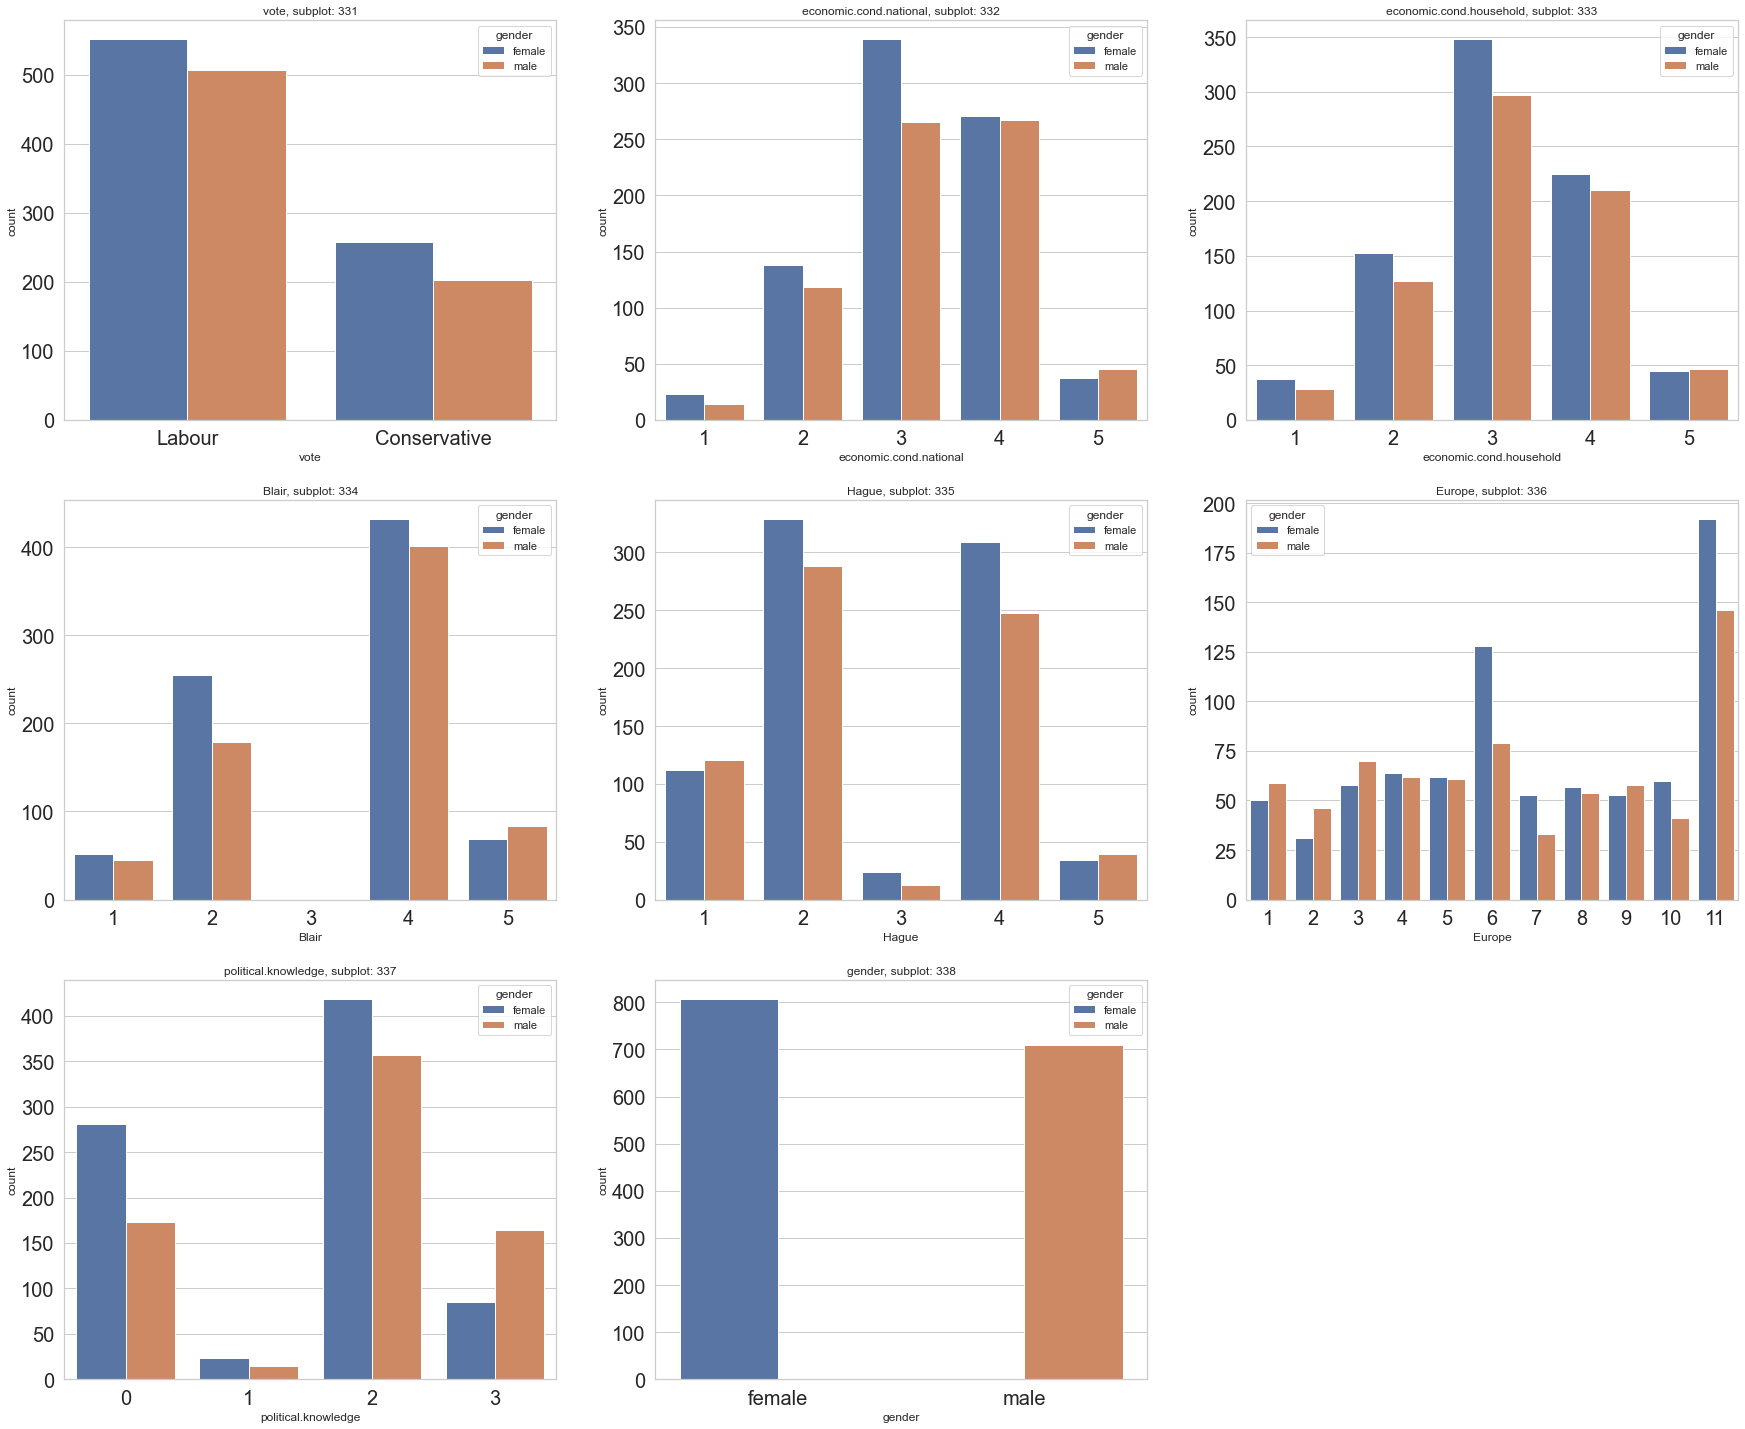 vote, subplot: 331
gender
female
male
500
400
300
200
100
0
count
Labour Conservative
vote
economic.cond.national, subplot: 332
gender
female
male
350
300
250
200
150
100
50
0
count
1 2 3 4 5
economic.cond.national
economic.cond.household, subplot: 333
gender
female
male
350
300
250
200
150
100
50
0
count
1 2 3 4 5
economic.cond.household
Blair, subplot: 334
gender
female
male
400
300
200
100
0
count
1 2 3 4 5
Blair
Hague, subplot: 335
gender
female
male
300
250
200
150
100
50
0
count
1 2 3 4 5
Hague
Europe, subplot: 336
gender
female
male
200
175
150
125
100
75
50
25
0
count
1 2 3 4 5 6 7 8 9 10 11
Europe
political.knowledge, subplot: 337
gender
female
male
400
350
300
250
200
150
100
50
0
count
0 1 2 3
political.knowledge
gender, subplot: 338
gender
female
male
800
700
600
500
400
300
200
100
0
count
female male
gender